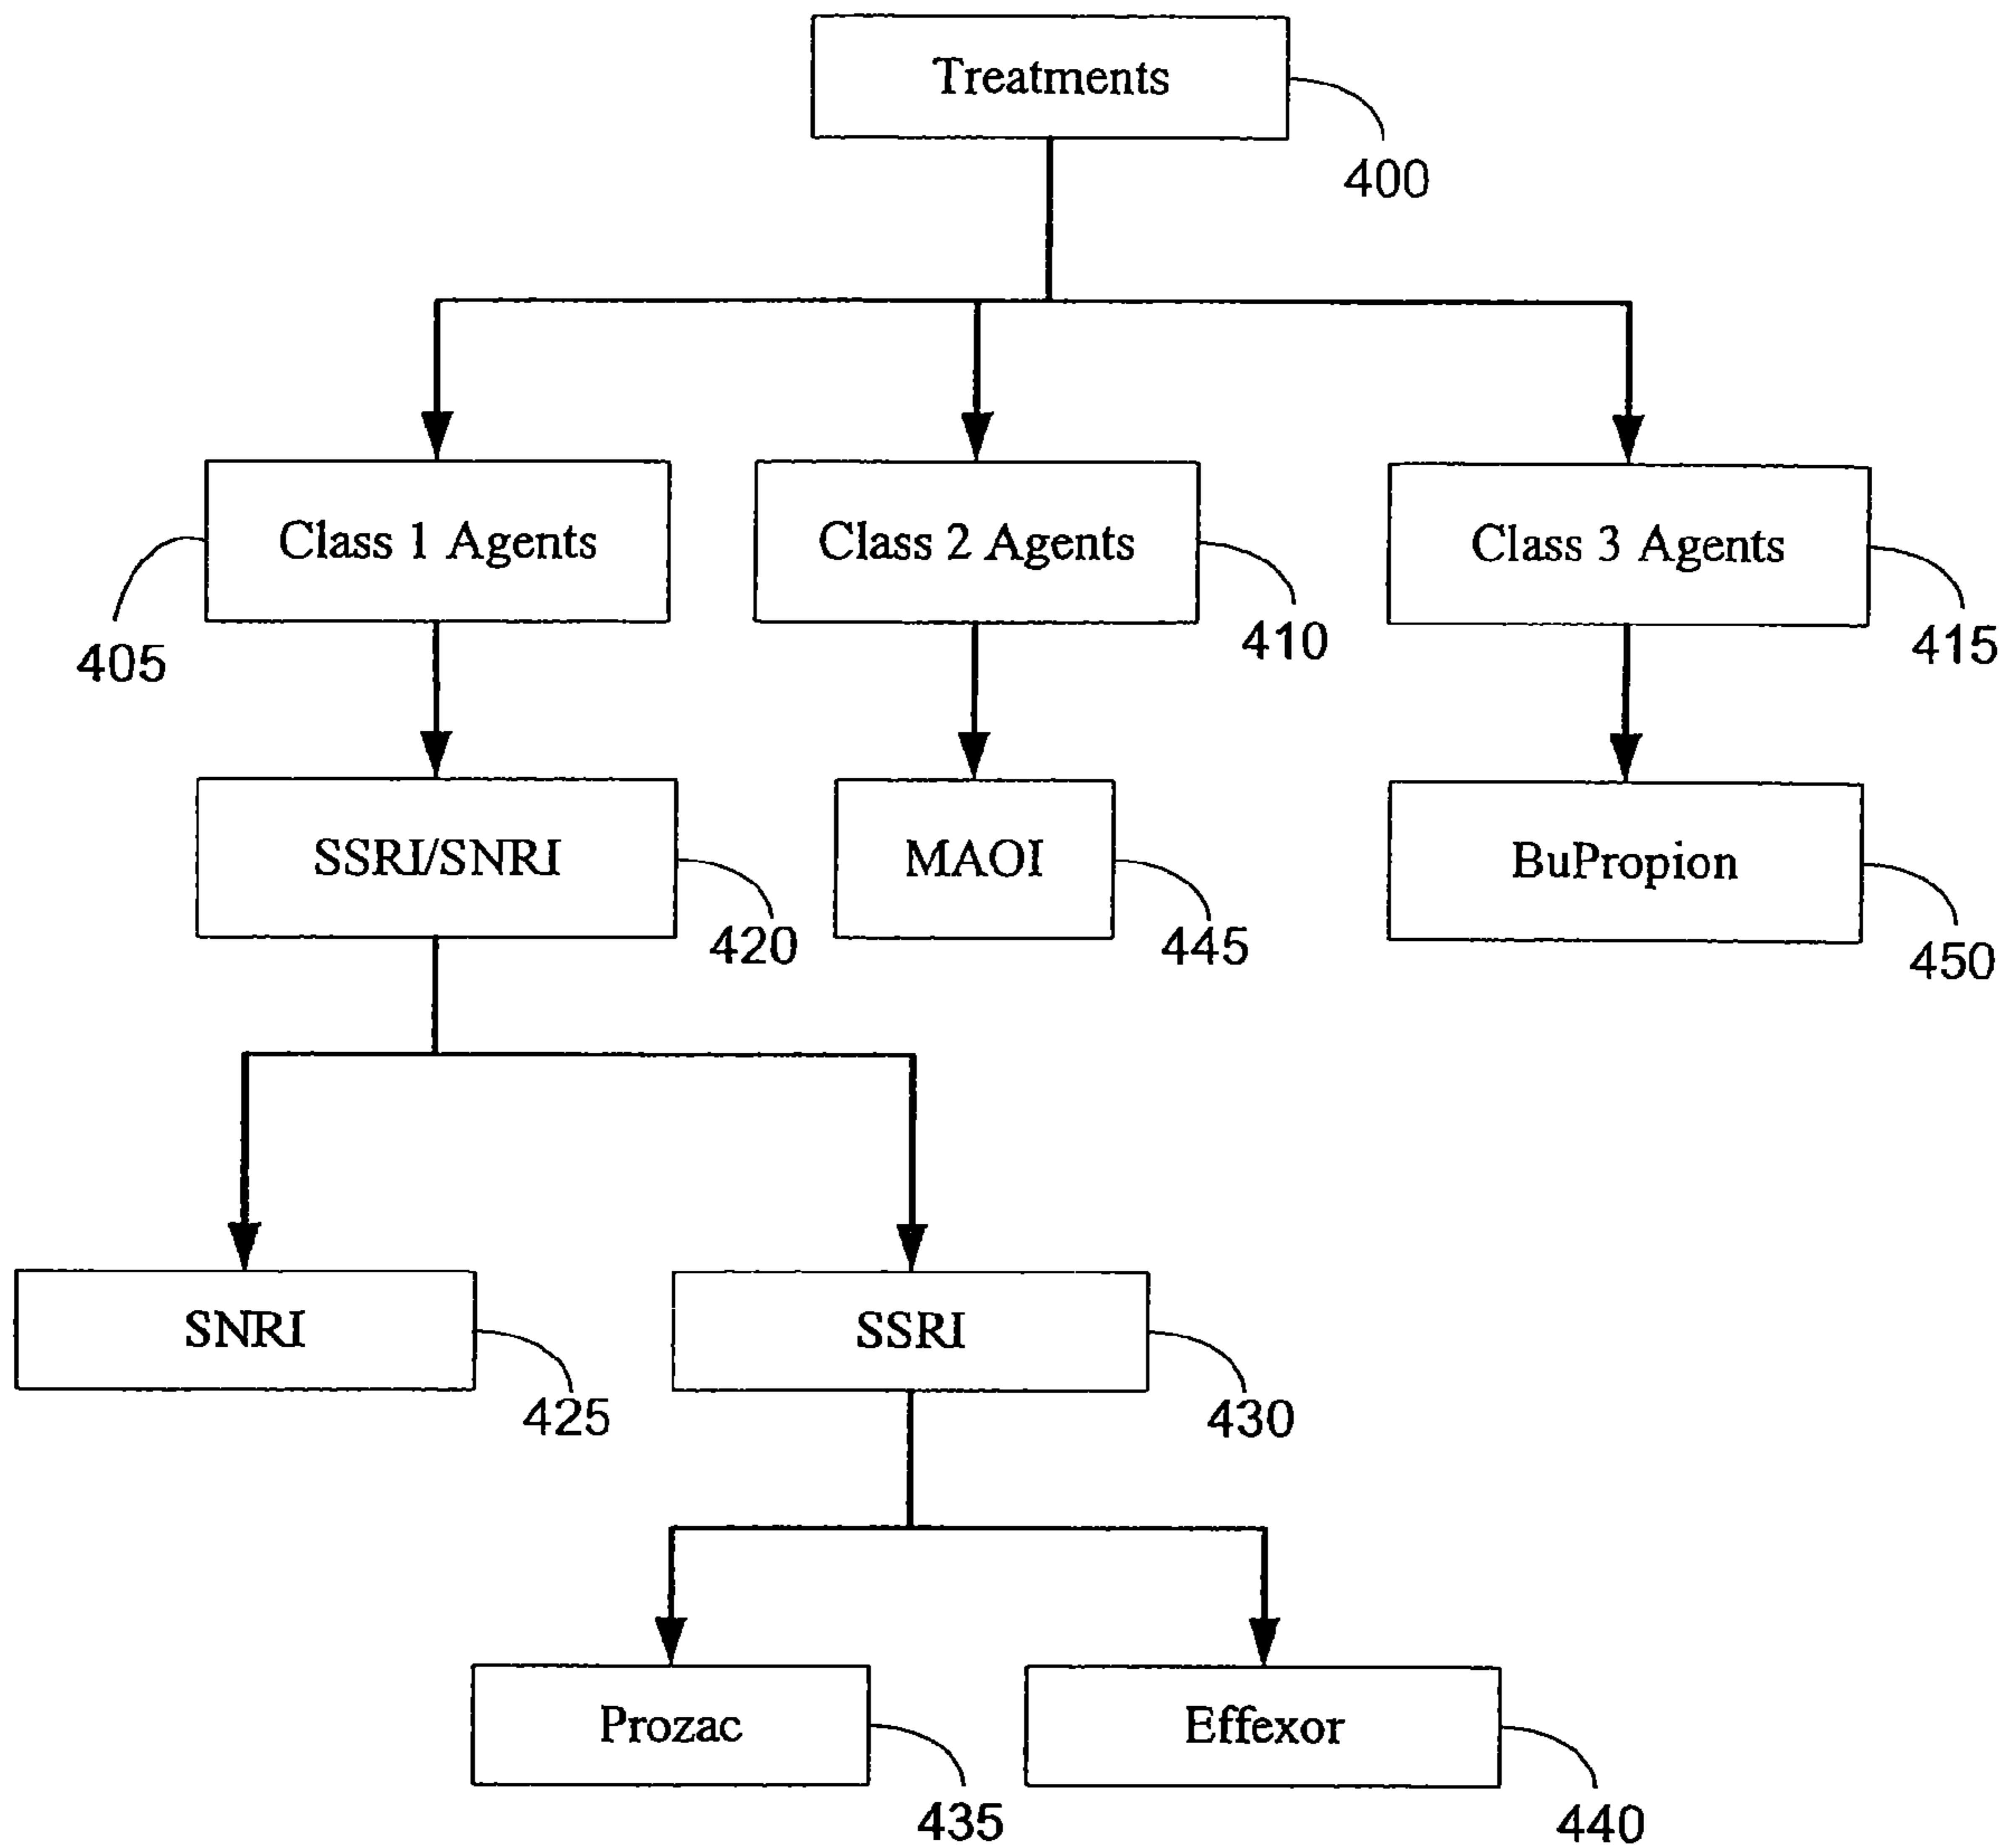 Treatments
400
Class 1 Agents
Class 2 Agents
Class 3 Agents
405
410
415
SSRI/SNRI
MAOI
BuPropion
420
445
450
SNRI
SSRI
425
430
Prozac
Effexor
435
440